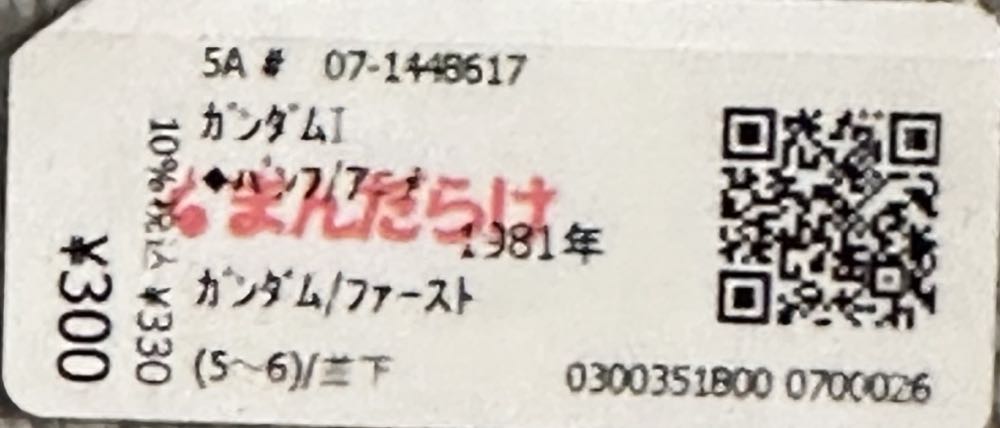 5A # 07-1448617
ガンダムI
◆パンフ/アニメ
まんだらけ
1981年
ガンダム/ファースト
(5～6)/三下
0300351800 0700026
10%税込 ¥330
¥300